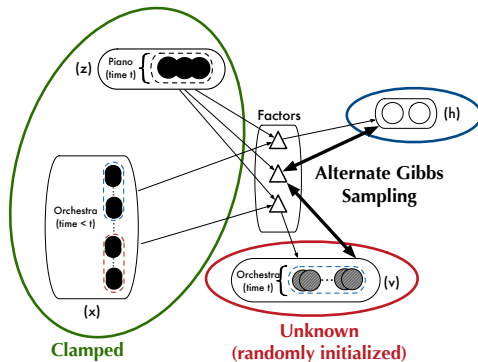 (z)
Piano
(time t)
Factors
(h)
Alternate Gibbs
Sampling
Orchestra
(time < t)
(x)
Orchestra
(time t)
(v)
Clamped
Unknown
(randomly initialized)